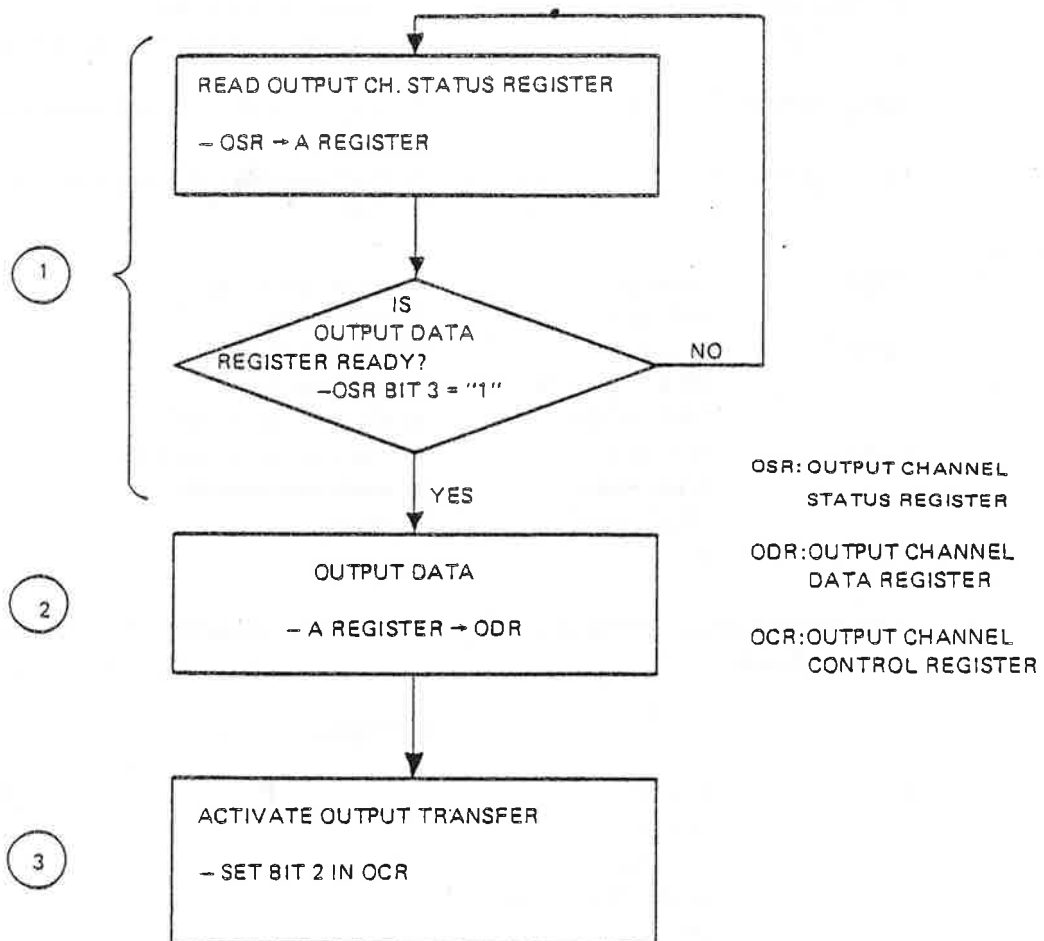 READ OUTPUT CH. STATUS REGISTER
– OSR → A REGISTER
1
IS
OUTPUT DATA
REGISTER READY?
–OSR BIT 3 = "1"
NO
YES
OSR: OUTPUT CHANNEL
STATUS REGISTER
ODR:OUTPUT CHANNEL
DATA REGISTER
OCR:OUTPUT CHANNEL
CONTROL REGISTER
2
OUTPUT DATA
– A REGISTER → ODR
3
ACTIVATE OUTPUT TRANSFER
– SET BIT 2 IN OCR